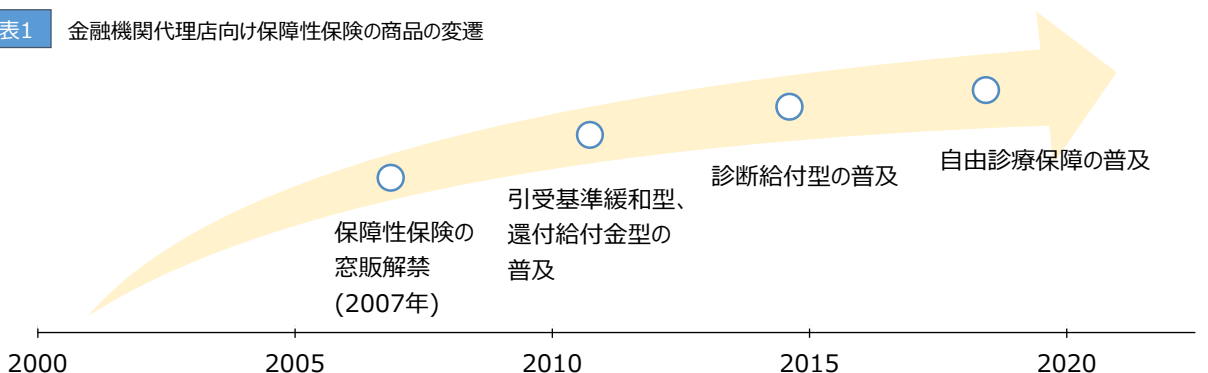 表1
金融機関代理店向け保障性保険の商品の変遷
自由診療保障の普及
診断給付型の普及
引受基準緩和型、
還付給付金型の
普及
保障性保険の
窓販解禁
(2007年)
2000
2005
2010
2015
2020